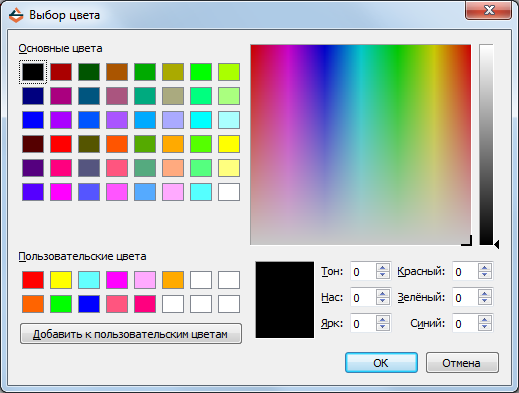 Выбор цвета
Основные цвета
Пользовательские цвета
Добавить к пользовательским цветам
Тон: 0 Красный: 0
Нас: 0 Зелёный: 0
Ярк: 0 Синий: 0
OK Отмена